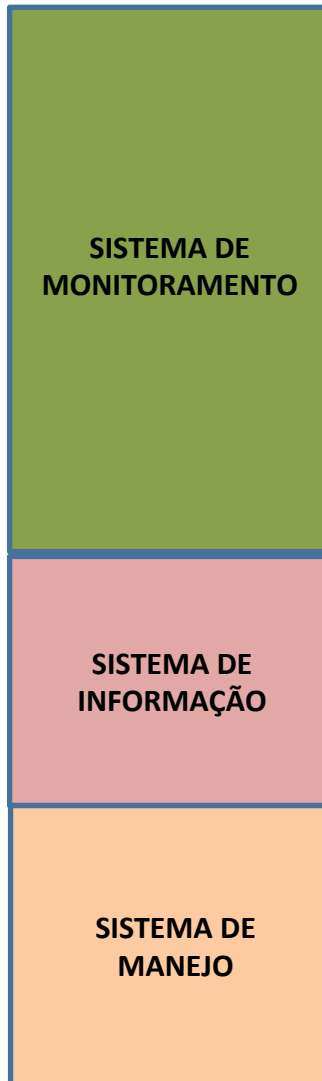 SISTEMA DE
MONITORAMENTO
SISTEMA DE
INFORMAÇÃO
SISTEMA DE
MANEJO